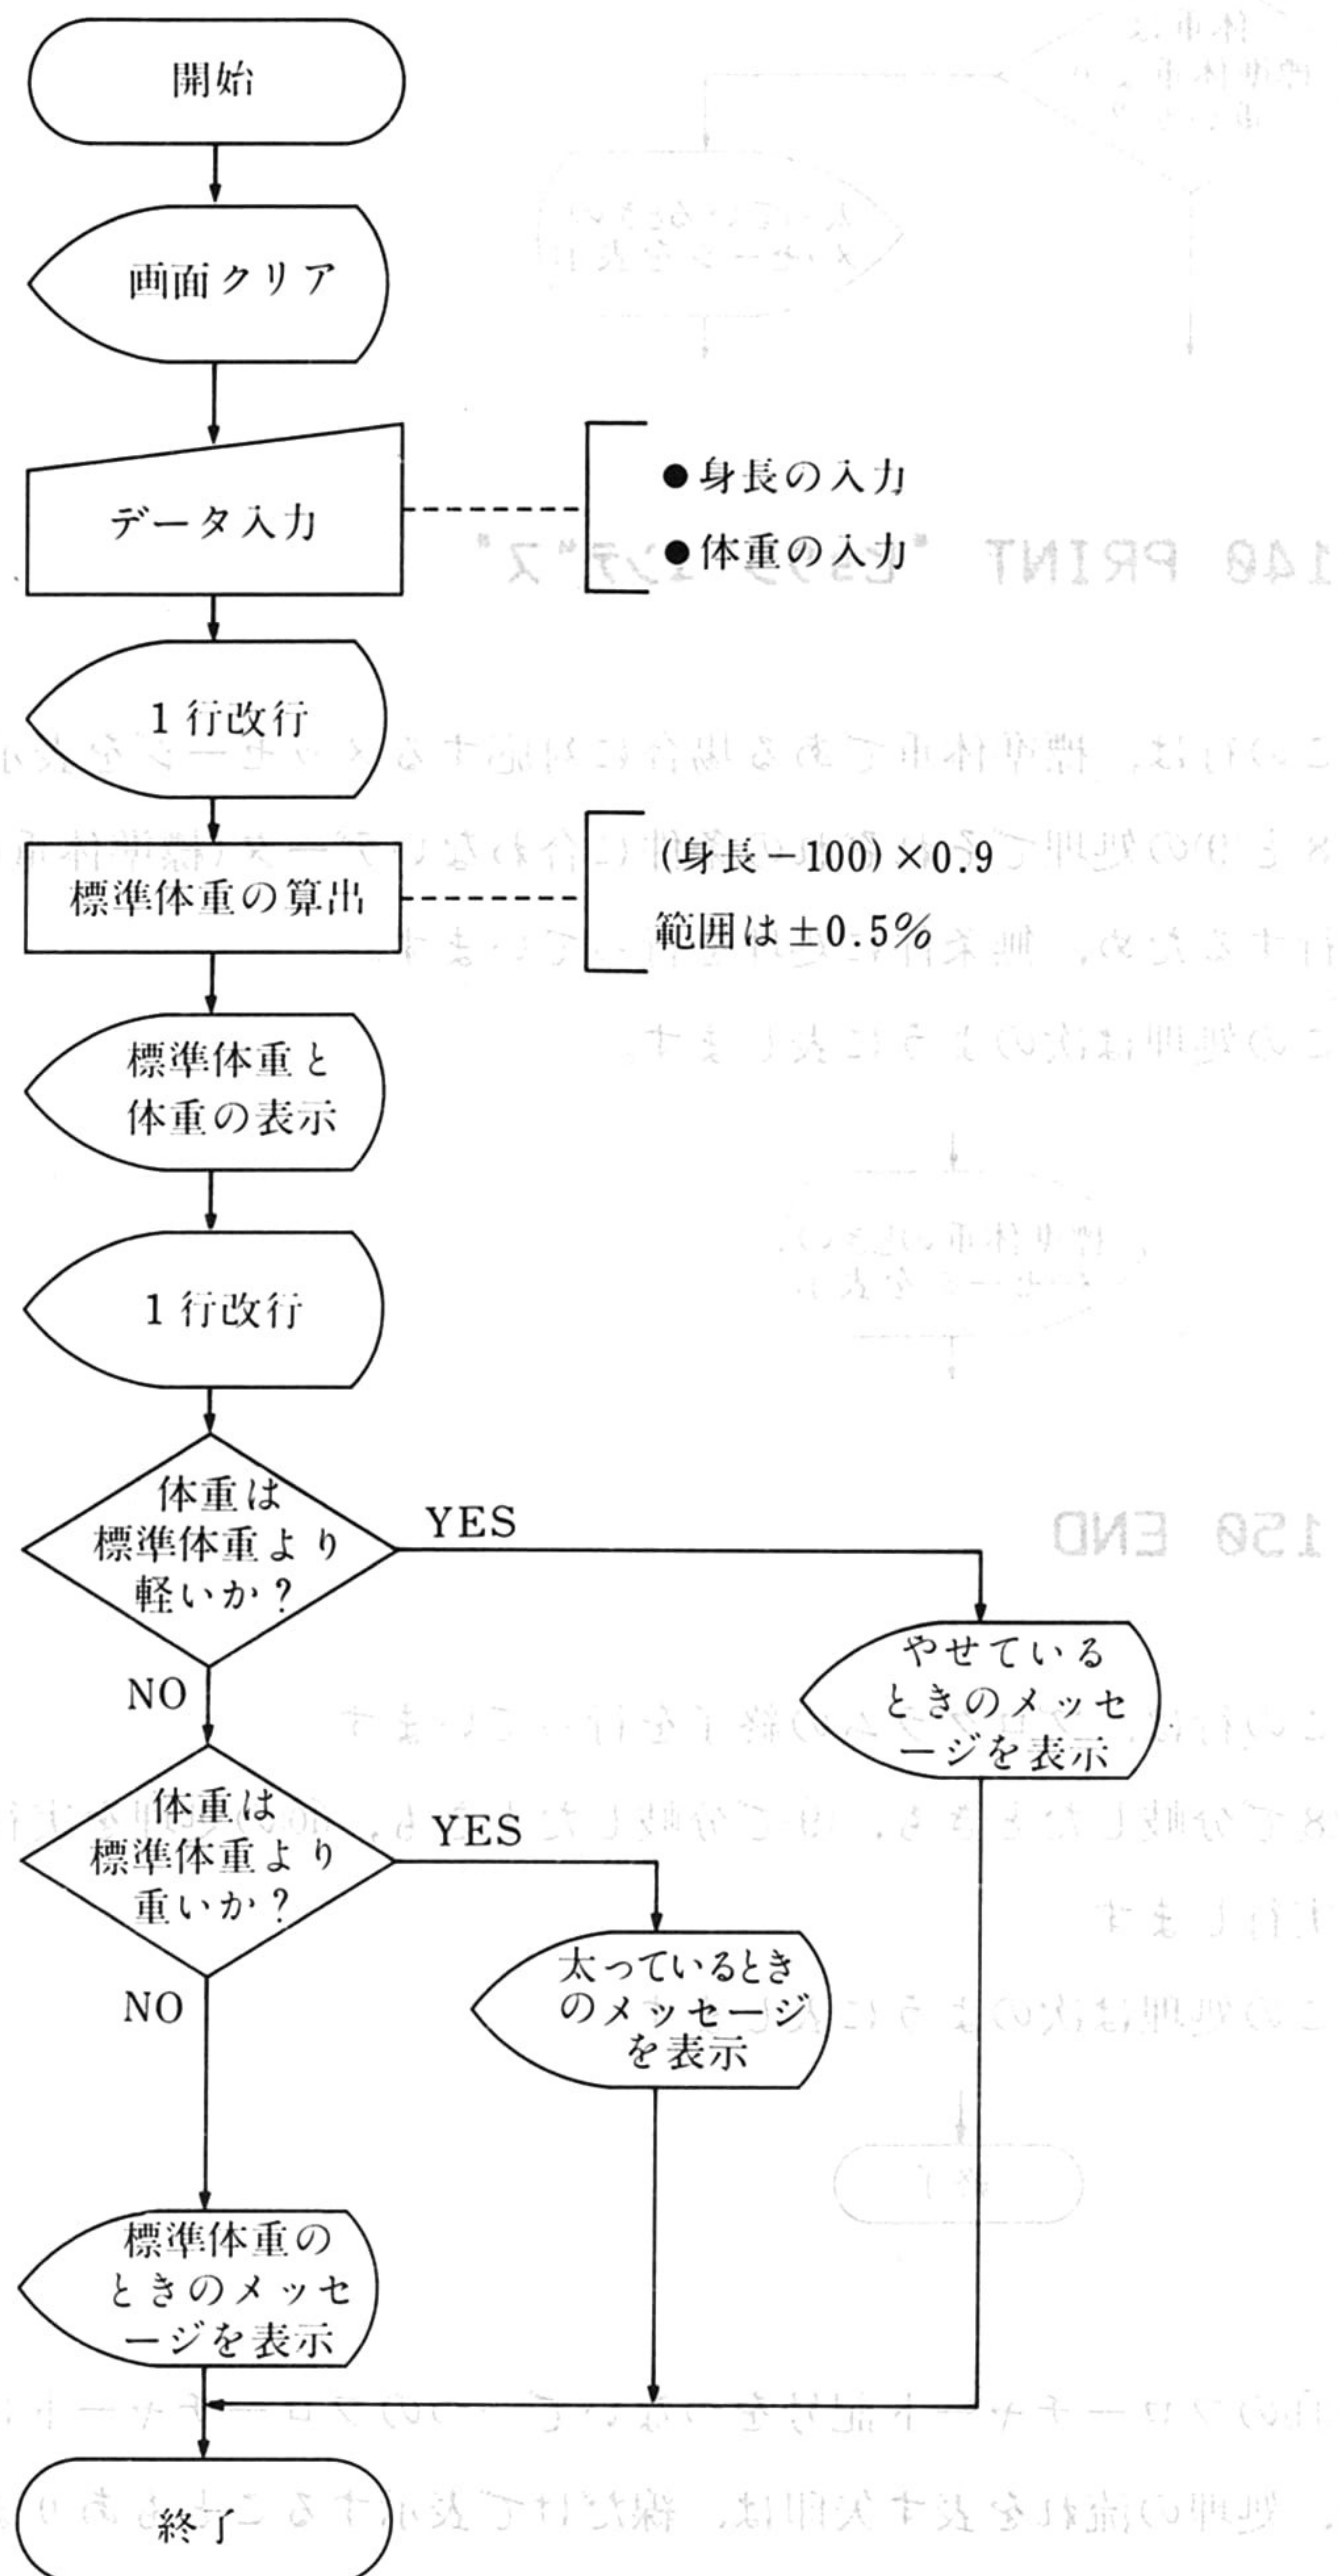 開始
画面クリア
データ入力
●身長の入力
●体重の入力
1行改行
標準体重の算出
(身長－100)×0.9
範囲は±0.5%
標準体重と
体重の表示
1行改行
体重は
標準体重より
軽いか?
YES
NO
やせている
ときのメッセ
ージを表示
体重は
標準体重より
重いか?
YES
NO
太っているとき
のメッセージ
を表示
標準体重の
ときのメッセ
ージを表示
終了